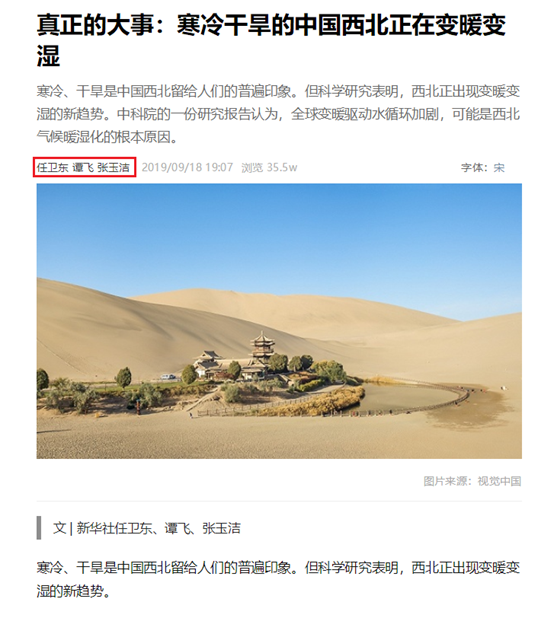 真正的大事：寒冷干旱的中国西北正在变暖变
湿
寒冷、干旱是中国西北留给人们的普遍印象。但科学研究表明，西北正出现变暖变
湿的新趋势。中科院的一份研究报告认为，全球变暖驱动水循环加剧，可能是西北
气候暖湿化的根本原因。
任卫东 谭飞 张玉洁 2019/09/18 19:07 浏览 35.5w 字体：宋
图片来源：视觉中国
文 | 新华社任卫东、谭飞、张玉洁
寒冷、干旱是中国西北留给人们的普遍印象。但科学研究表明，西北正出现变暖变
湿的新趋势。